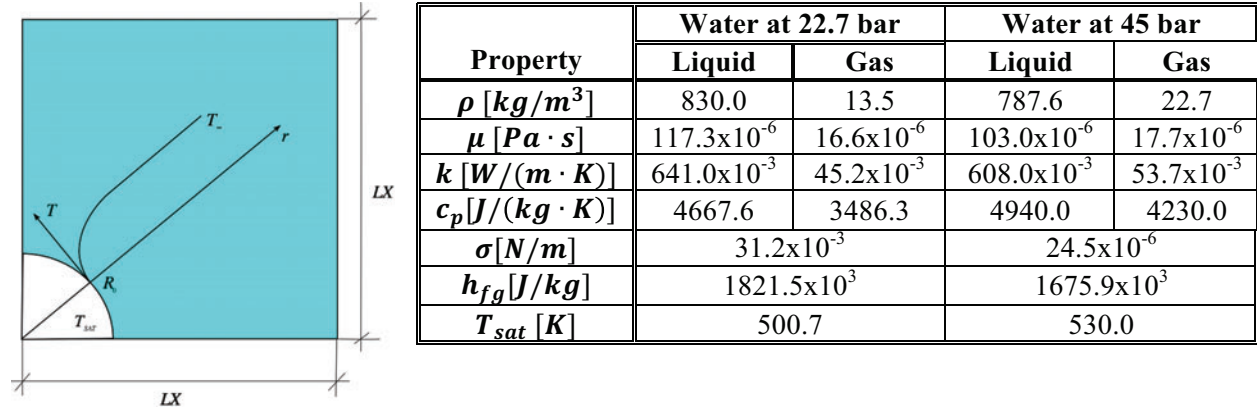 T∞
r
T
R₀
T_SAT
LX
LX
Water at 22.7 bar Water at 45 bar
Property Liquid Gas Liquid Gas
ρ [kg/m³] 830.0 13.5 787.6 22.7
μ [Pa · s] 117.3x10⁻⁶ 16.6x10⁻⁶ 103.0x10⁻⁶ 17.7x10⁻⁶
k [W/(m · K)] 641.0x10⁻³ 45.2x10⁻³ 608.0x10⁻³ 53.7x10⁻³
c_p[J/(kg · K)] 4667.6 3486.3 4940.0 4230.0
σ[N/m] 31.2x10⁻³ 24.5x10⁻⁶
h_fg[J/kg] 1821.5x10³ 1675.9x10³
T_sat [K] 500.7 530.0